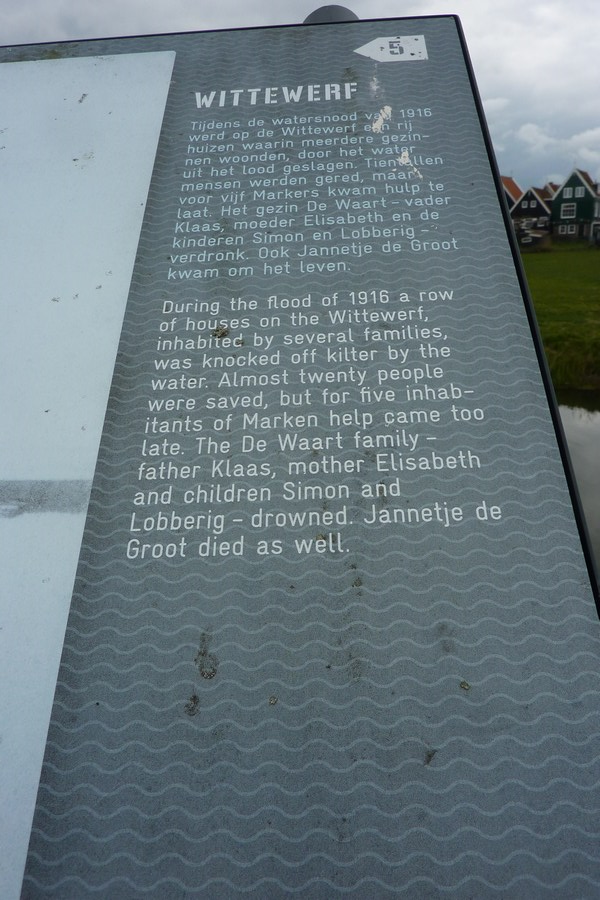 5
WITTEWERF
Tijdens de watersnood van 1916
werd op de Wittewerf een rij
huizen waarin meerdere gezin-
nen woonden, door het water
uit het lood geslagen. Tientallen
mensen werden gered, maar
voor vijf Markers kwam hulp te
laat. Het gezin De Waart - vader
Klaas, moeder Elisabeth en de
kinderen Simon en Lobberig -
verdronk. Ook Jannetje de Groot
kwam om het leven.
During the flood of 1916 a row
of houses on the Wittewerf,
inhabited by several families,
was knocked off kilter by the
water. Almost twenty people
were saved, but for five inhab-
itants of Marken help came too
late. The De Waart family -
father Klaas, mother Elisabeth
and children Simon and
Lobberig - drowned. Jannetje de
Groot died as well.